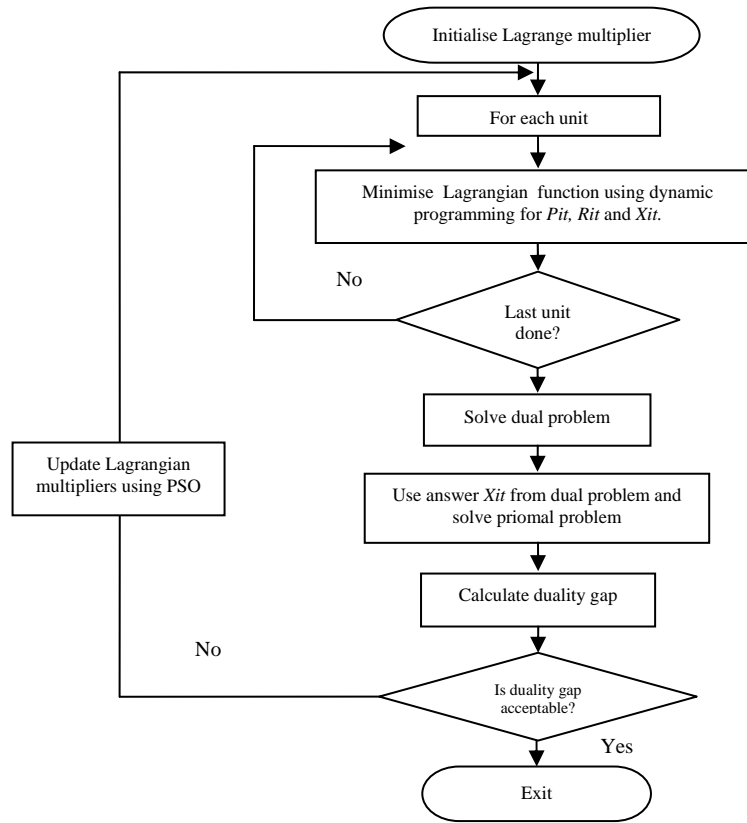 Initialise Lagrange multiplier
For each unit
Minimise Lagrangian function using dynamic
programming for Pit, Rit and Xit.
No
Last unit
done?
Solve dual problem
Update Lagrangian
multipliers using PSO
Use answer Xit from dual problem and
solve priomal problem
Calculate duality gap
No
Is duality gap
acceptable?
Yes
Exit